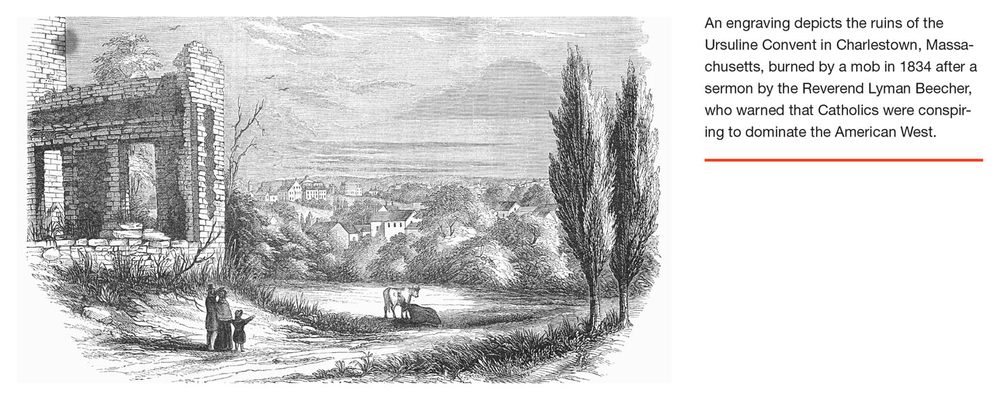 An engraving depicts the ruins of the
Ursuline Convent in Charlestown, Massa-
chusetts, burned by a mob in 1834 after a
sermon by the Reverend Lyman Beecher,
who warned that Catholics were conspir-
ing to dominate the American West.